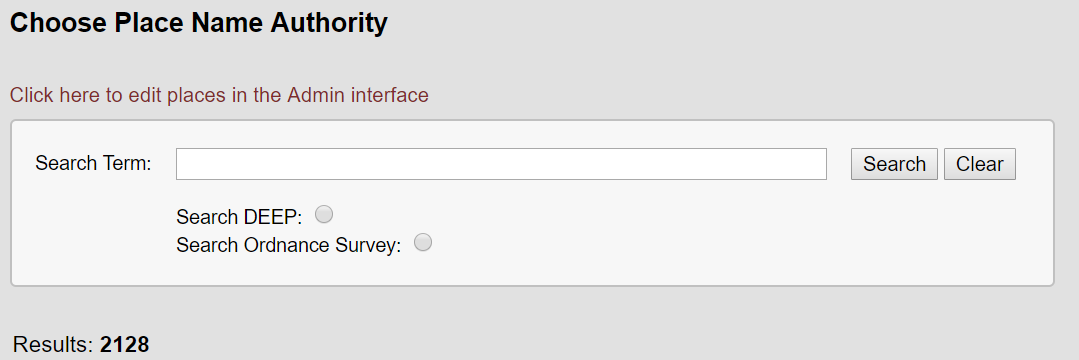 Choose Place Name Authority
Click here to edit places in the Admin interface
Search Term: Search Clear
Search DEEP:
Search Ordnance Survey:
Results: 2128